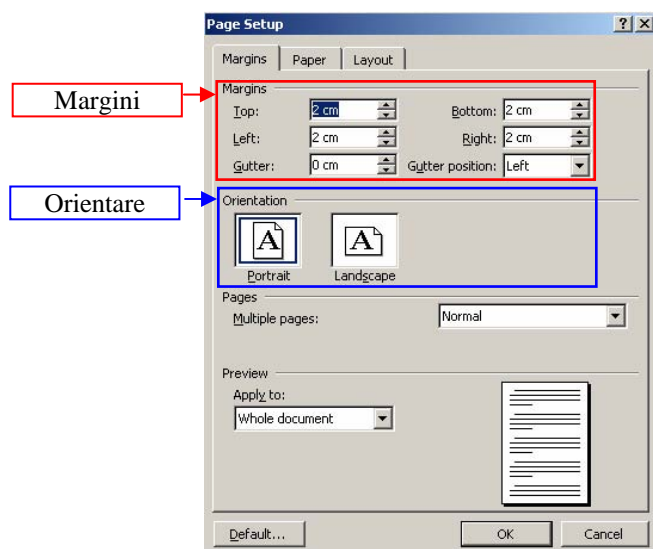 Page Setup
Margins Paper Layout
Margini
Margins
Top: 2 cm Bottom: 2 cm
Left: 2 cm Right: 2 cm
Gutter: 0 cm Gutter position: Left
Orientare
Orientation
A A
Portrait Landscape
Pages
Multiple pages: Normal
Preview
Apply to:
Whole document
Default... OK Cancel